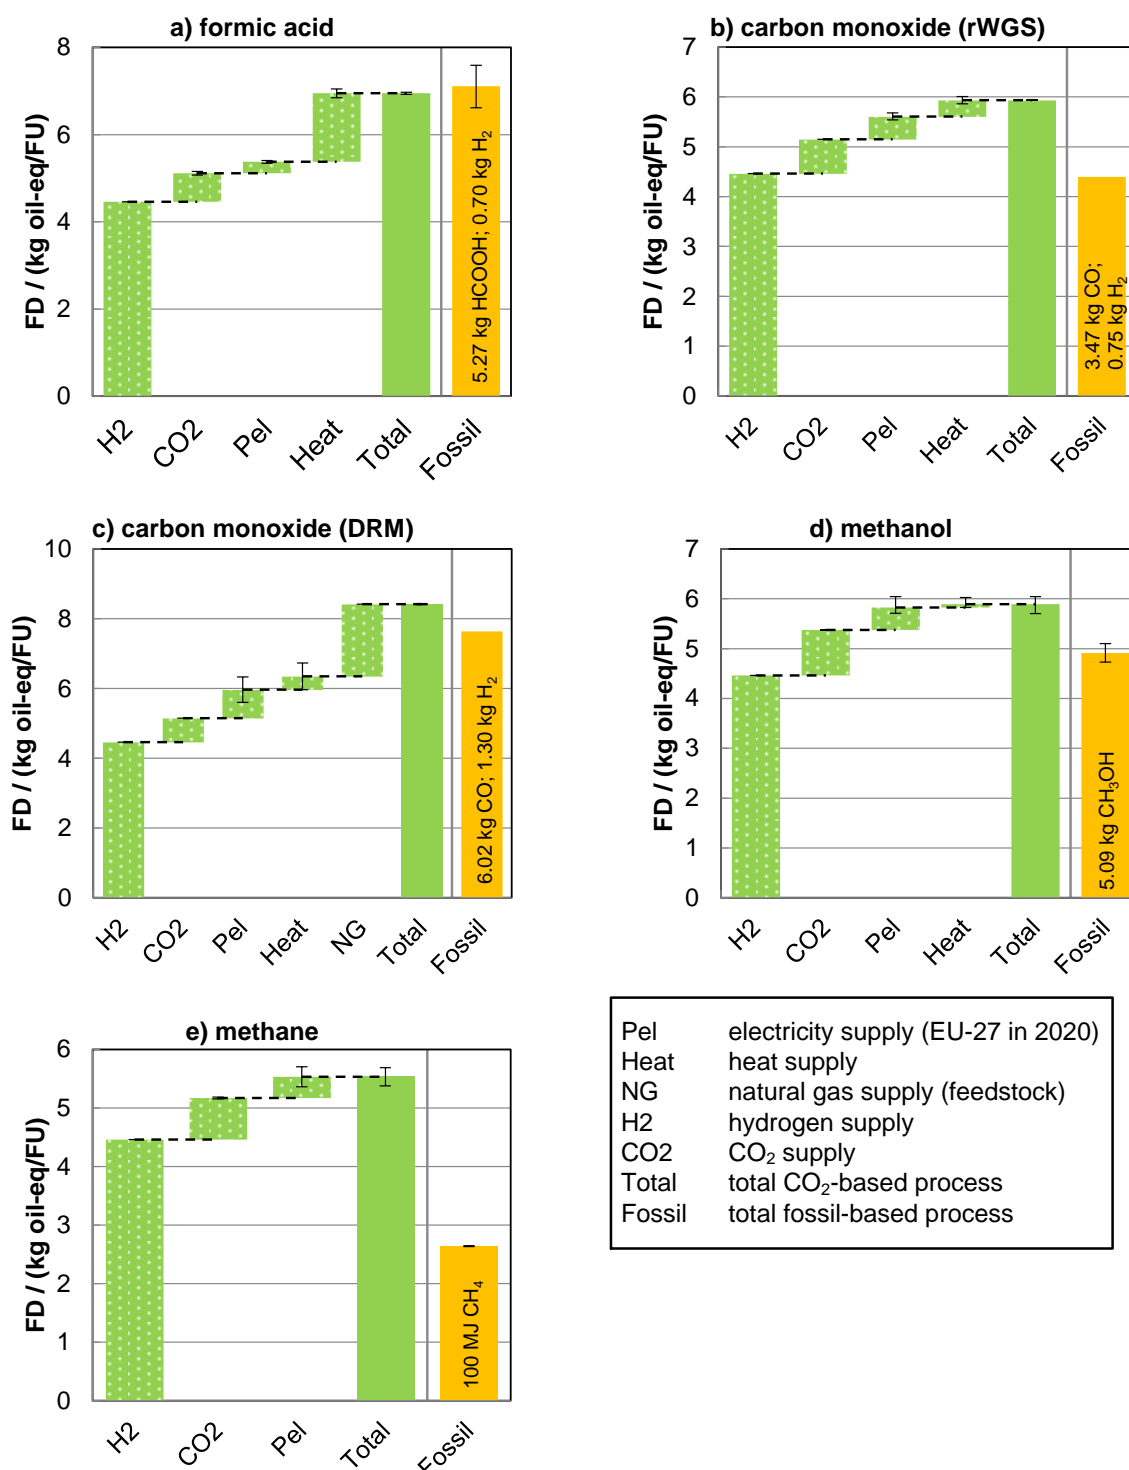 a) formic acid
FD / (kg oil-eq/FU)
8
6
4
2
0
5.27 kg HCOOH; 0.70 kg H₂
H2
CO2
Pel
Heat
Total
Fossil
b) carbon monoxide (rWGS)
FD / (kg oil-eq/FU)
7
6
5
4
3
2
1
0
3.47 kg CO;
0.75 kg H₂
H2
CO2
Pel
Heat
Total
Fossil
c) carbon monoxide (DRM)
FD / (kg oil-eq/FU)
10
8
6
4
2
0
6.02 kg CO; 1.30 kg H₂
H2
CO2
Pel
Heat
NG
Total
Fossil
d) methanol
FD / (kg oil-eq/FU)
7
6
5
4
3
2
1
0
5.09 kg CH₃OH
H2
CO2
Pel
Heat
Total
Fossil
e) methane
FD / (kg oil-eq/FU)
6
5
4
3
2
1
0
100 MJ CH₄
H2
CO2
Pel
Total
Fossil
Pel electricity supply (EU-27 in 2020)
Heat heat supply
NG natural gas supply (feedstock)
H2 hydrogen supply
CO2 CO₂ supply
Total total CO₂-based process
Fossil total fossil-based process